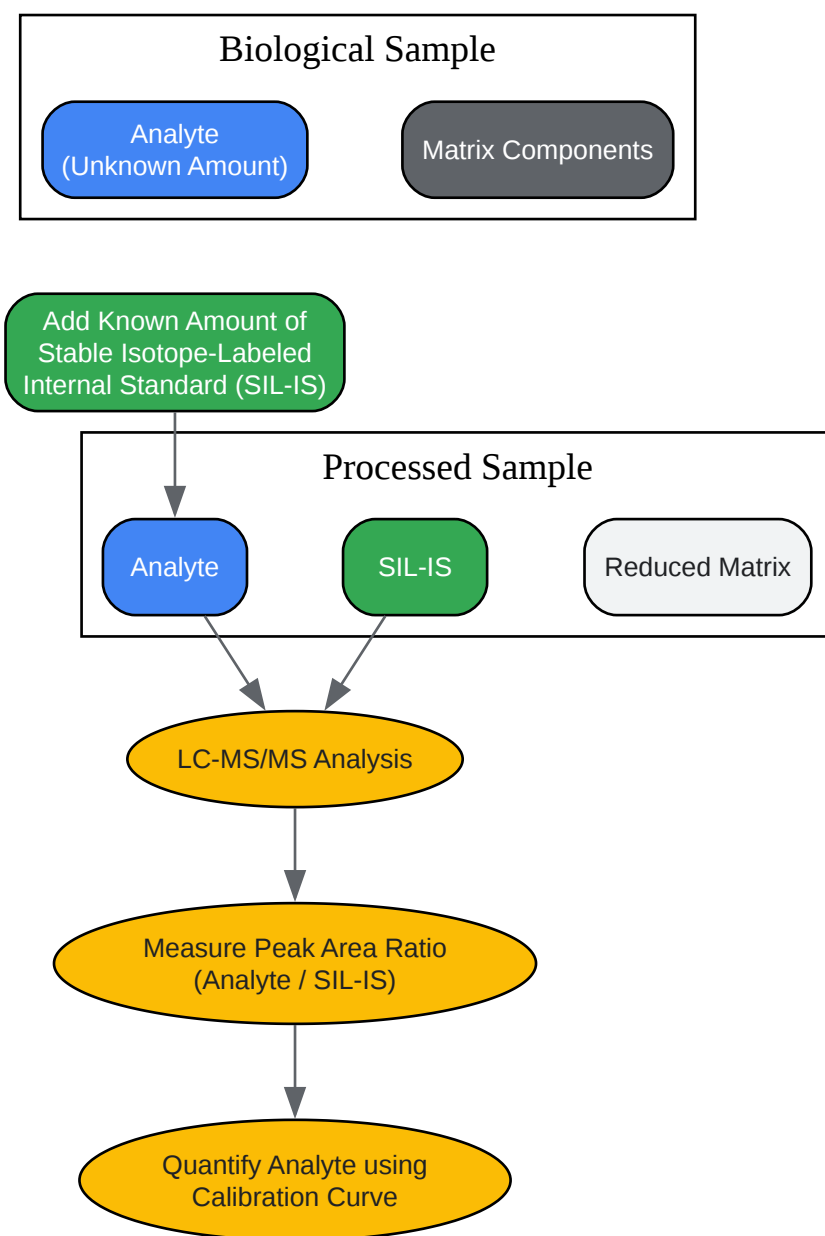 Biological Sample
Analyte
(Unknown Amount)
Matrix Components
Add Known Amount of
Stable Isotope-Labeled
Internal Standard (SIL-IS)
Processed Sample
Analyte
SIL-IS
Reduced Matrix
LC-MS/MS Analysis
Measure Peak Area Ratio
(Analyte / SIL-IS)
Quantify Analyte using
Calibration Curve